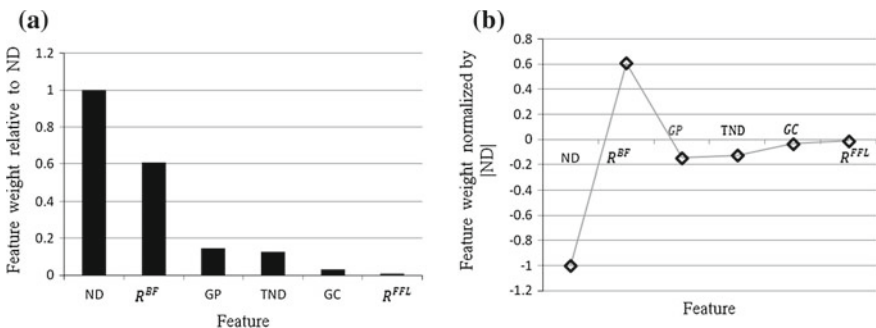 (a)
Feature weight relative to ND
1.2
1
0.8
0.6
0.4
0.2
0
ND R^BF GP TND GC R^FFL
Feature
(b)
Feature weight normalized by
|ND|
0.8
0.6
0.4
0.2
0
-0.2
-0.4
-0.6
-0.8
-1
-1.2
ND R^BF GP TND GC R^FFL
Feature